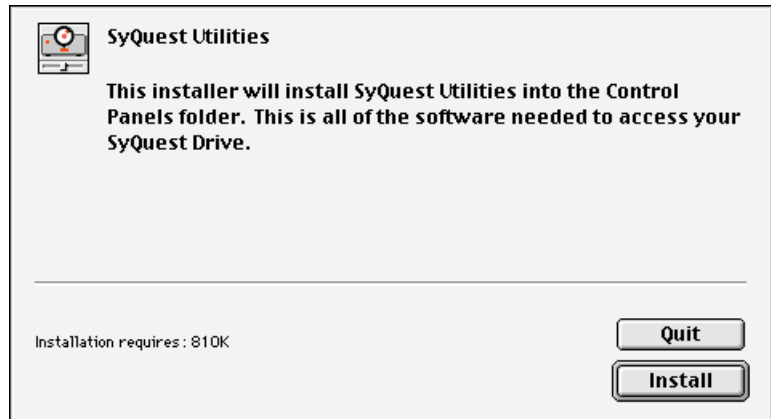 SyQuest Utilities
This installer will install SyQuest Utilities into the Control
Panels folder. This is all of the software needed to access your
SyQuest Drive.
Installation requires: 810K
Quit
Install